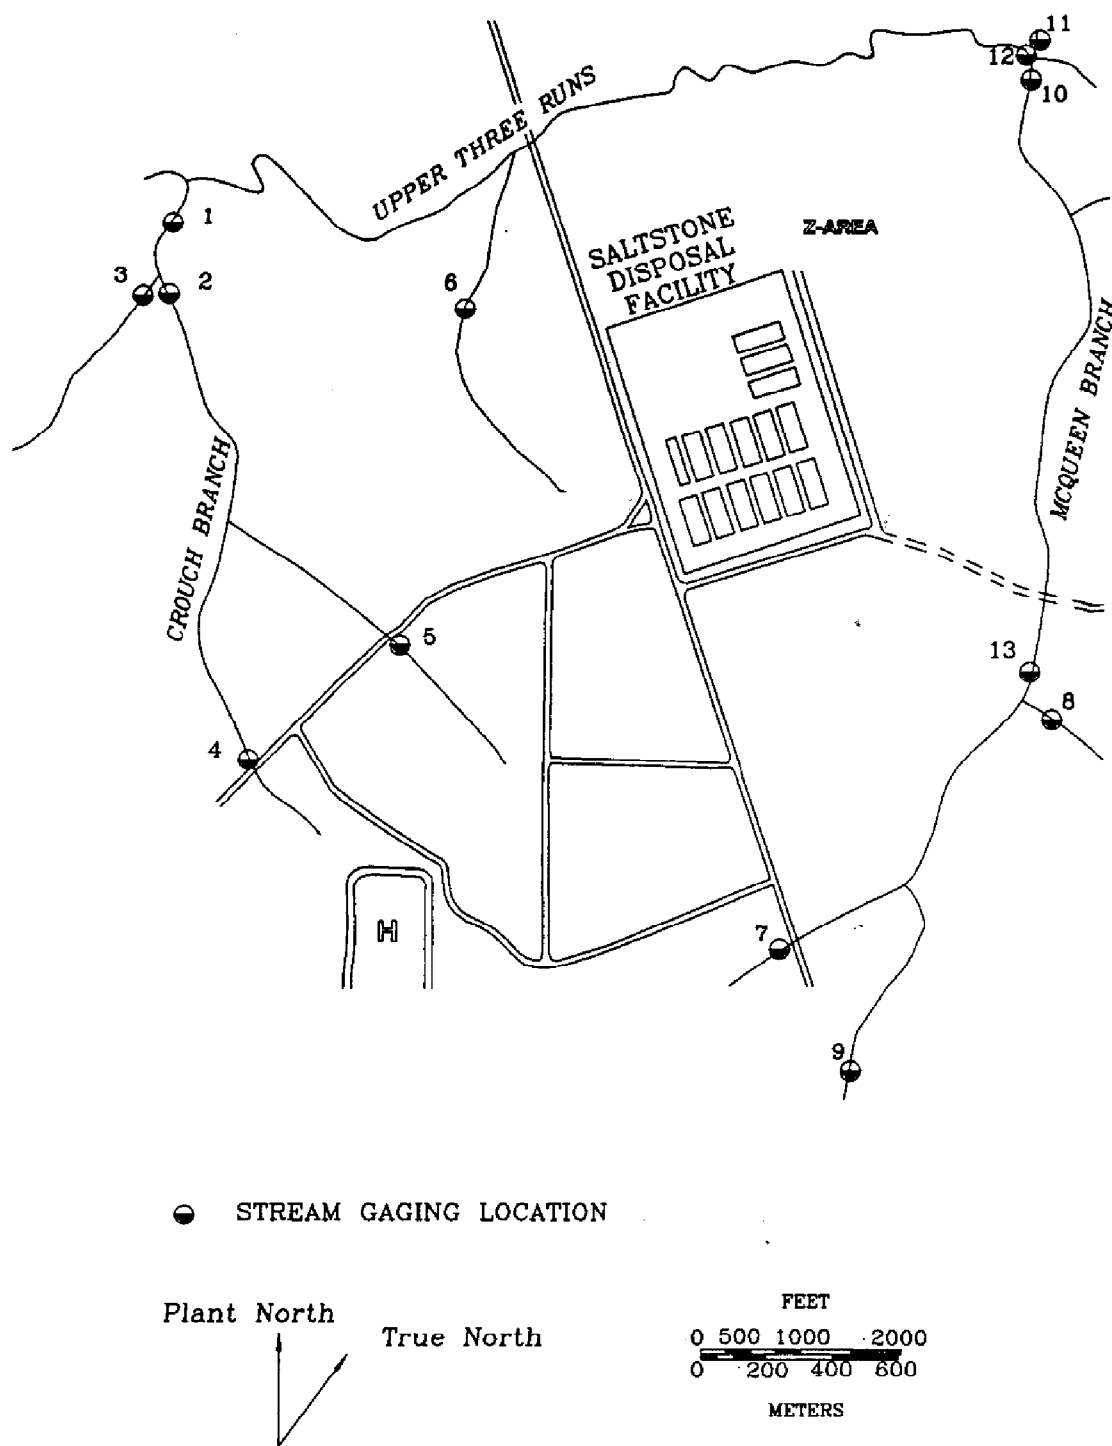 11
12
10
UPPER THREE RUNS
1
SALTSTONE
DISPOSAL
FACILITY
Z-AREA
3
2
6
MCQUEEN BRANCH
CROUCH BRANCH
5
13
8
4
H
7
9
STREAM GAGING LOCATION
Plant North
True North
FEET
0 500 1000 2000
0 200 400 600
METERS